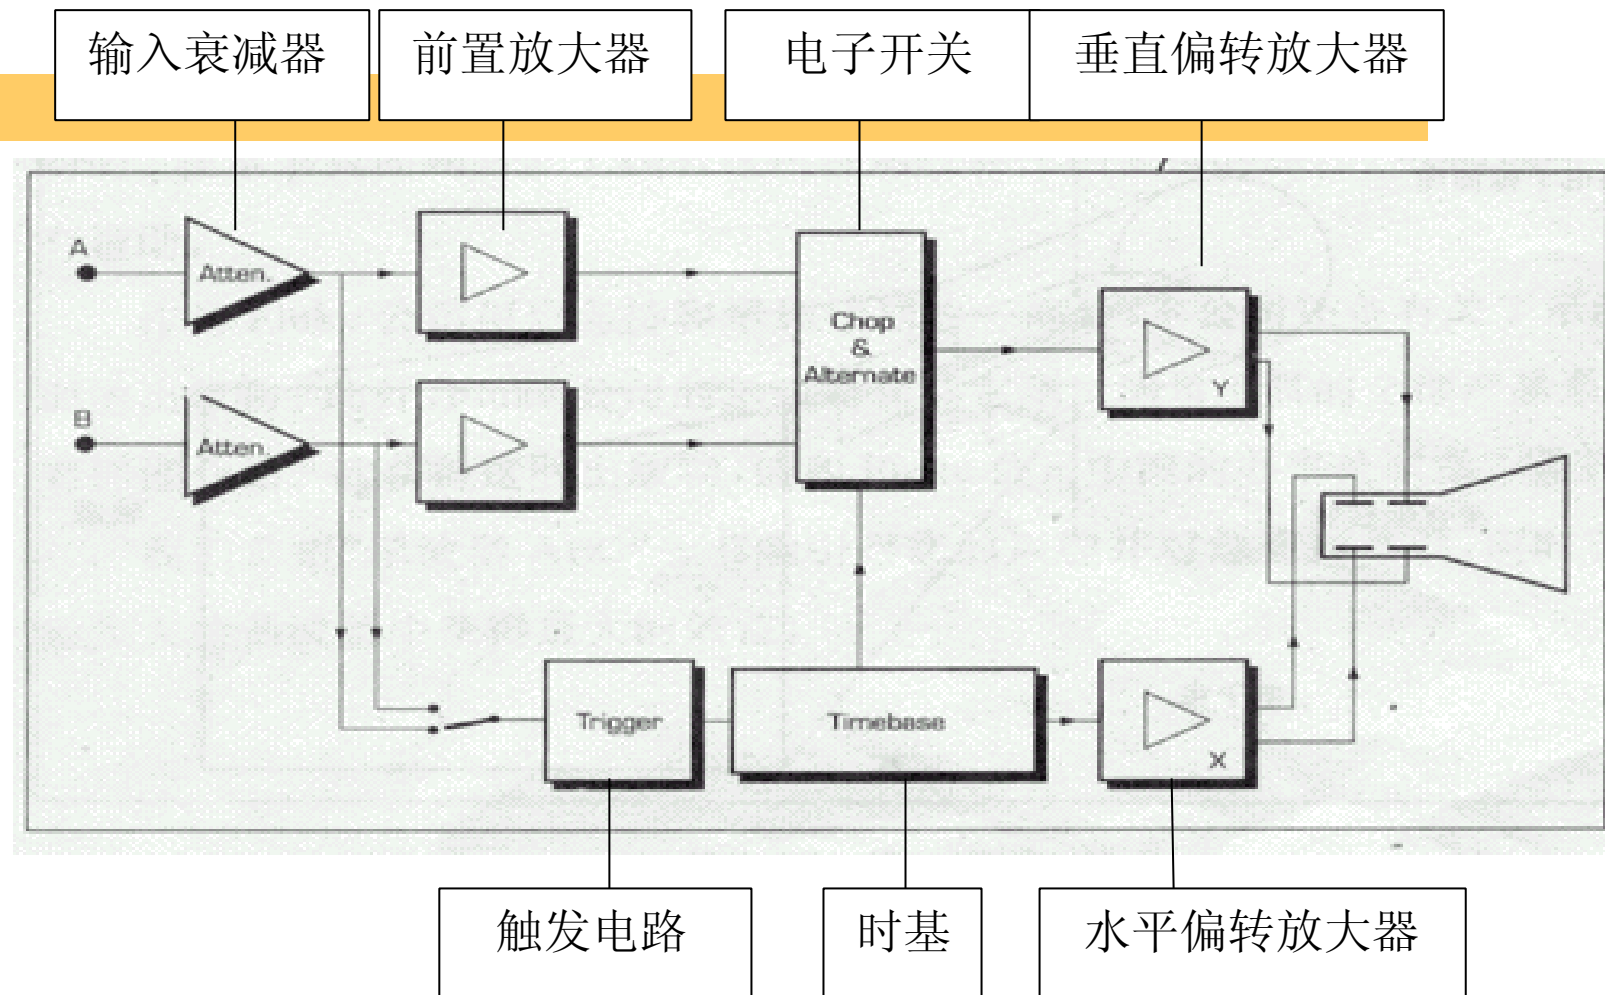 输入衰减器
前置放大器
电子开关
垂直偏转放大器
A
Atten.
Chop
&
Alternate
Y
B
Atten.
Trigger
Timebase
X
触发电路
时基
水平偏转放大器